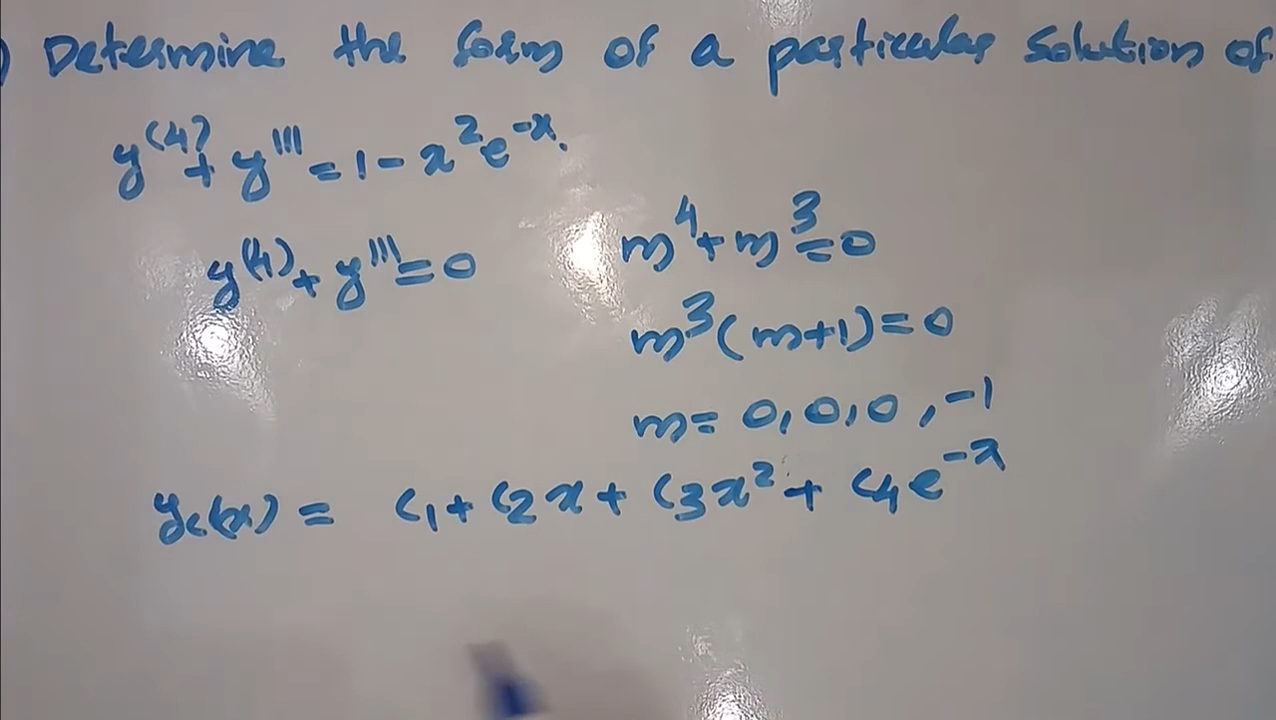 ) Determine the form of a particular solution of
y⁽⁴⁾ + y''' = 1 - x²e⁻ˣ.
y⁽⁴⁾ + y''' = 0
m⁴ + m³ = 0
m³(m+1) = 0
m = 0, 0, 0, -1
y_c(x) = c₁ + c₂x + c₃x² + c₄e⁻ˣ